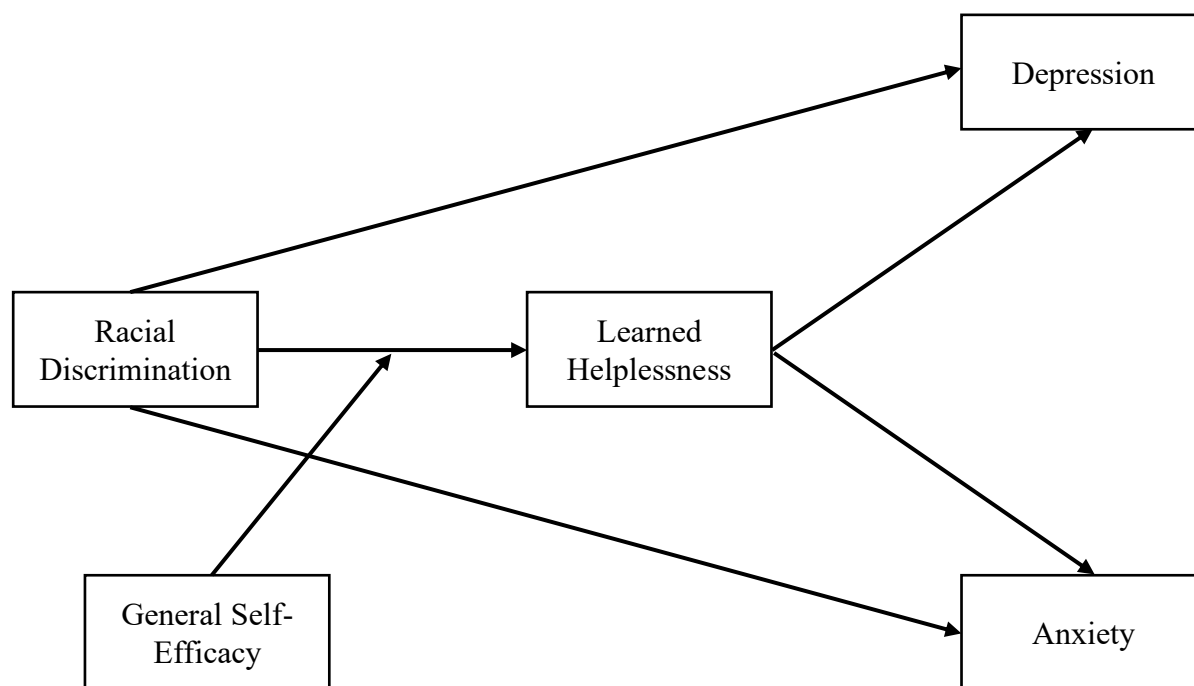 Depression
Racial
Discrimination
Learned
Helplessness
General Self-
Efficacy
Anxiety